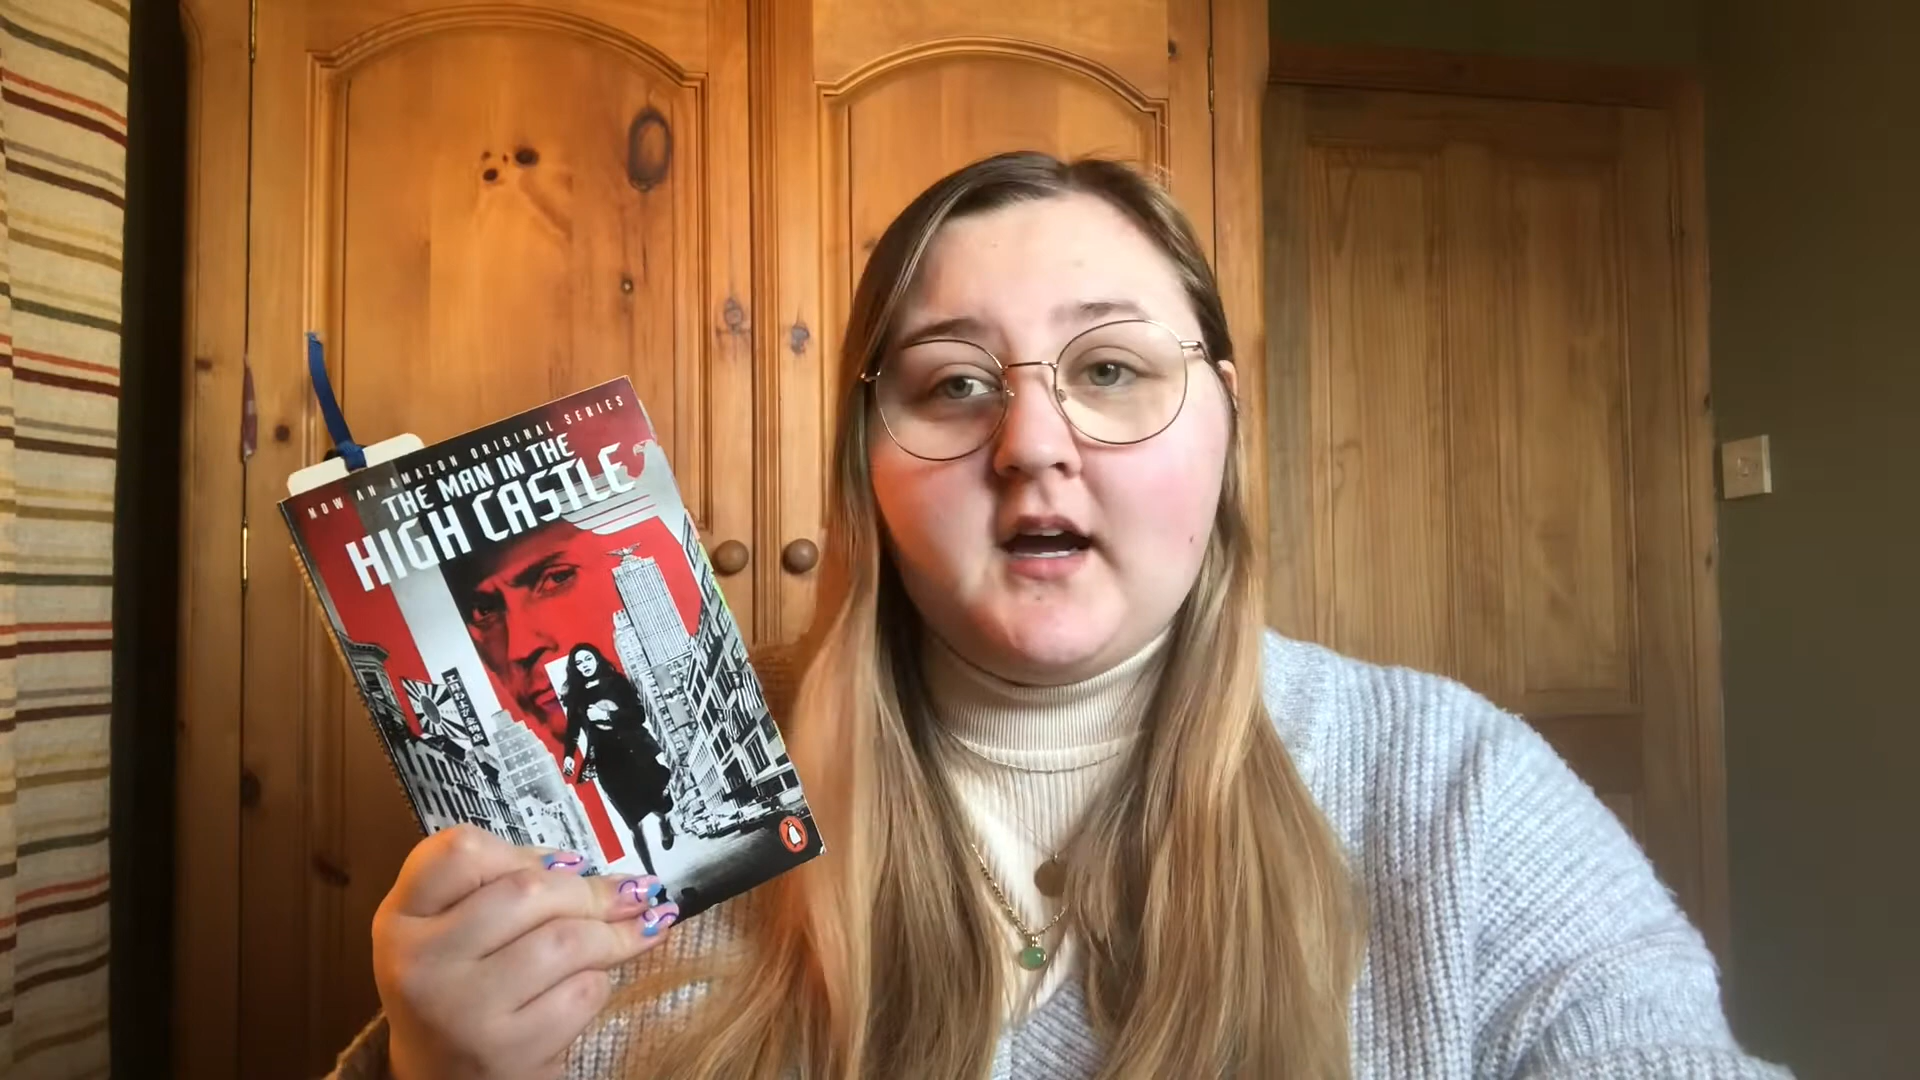 NOW AN AMAZON ORIGINAL SERIES
THE MAN IN THE
HIGH CASTLE